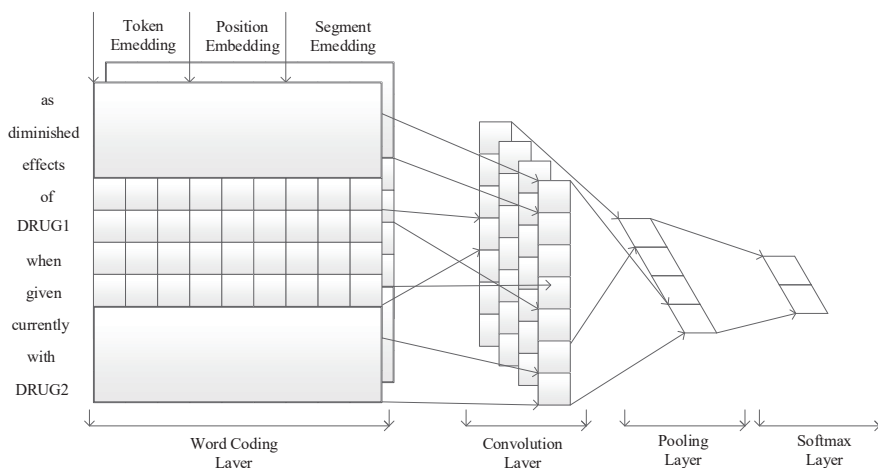 Token
Emedding
Position
Embedding
Segment
Emedding
as
diminished
effects
of
DRUG1
when
given
currently
with
DRUG2
Word Coding
Layer
Convolution
Layer
Pooling
Layer
Softmax
Layer